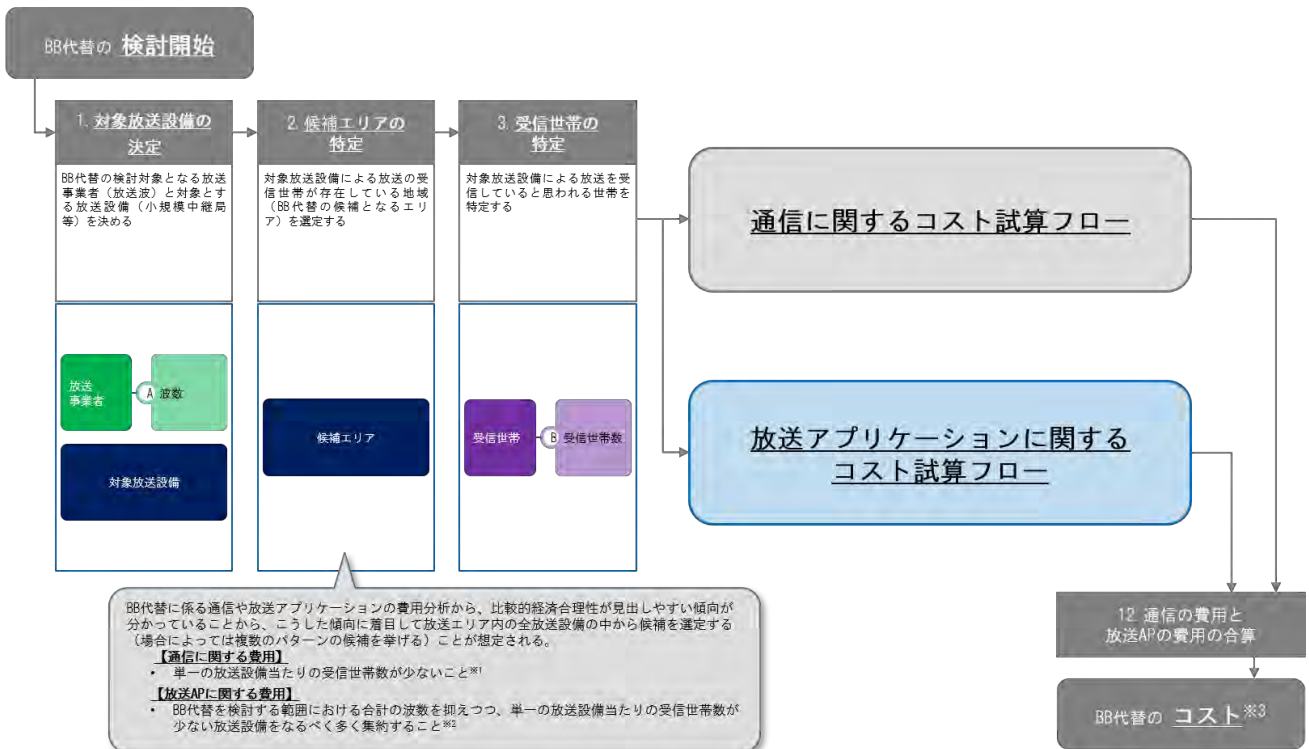 BB代替の 検討開始
1. 対象放送設備の
決定
BB代替の検討対象となる放送
事業者（放送波）と対象とす
る放送設備（小規模中継局
等）を決める
放送
事業者
A
波数
対象放送設備
2. 候補エリアの
特定
対象放送設備による放送の受
信世帯が存在している地域
（BB代替の候補となるエリ
ア）を選定する
候補エリア
3. 受信世帯の
特定
対象放送設備による放送を受
信していると思われる世帯を
特定する
受信世帯
B
受信世帯数
通信に関するコスト試算フロー
放送アプリケーションに関する
コスト試算フロー
BB代替に係る通信や放送アプリケーションの費用分析から、比較的経済合理性が見出しやすい傾向が
分かっていることから、こうした傾向に着目して放送エリア内の全放送設備の中から候補を選定する
（場合によっては複数のパターンの候補を挙げる）ことが想定される。
【通信に関する費用】
• 単一の放送設備当たりの受信世帯数が少ないこと※1
【放送APに関する費用】
• BB代替を検討する範囲における合計の波数を抑えつつ、単一の放送設備当たりの受信世帯数が
少ない放送設備をなるべく多く集約すること※2
12. 通信の費用と
放送APの費用の合算
BB代替の コスト※3